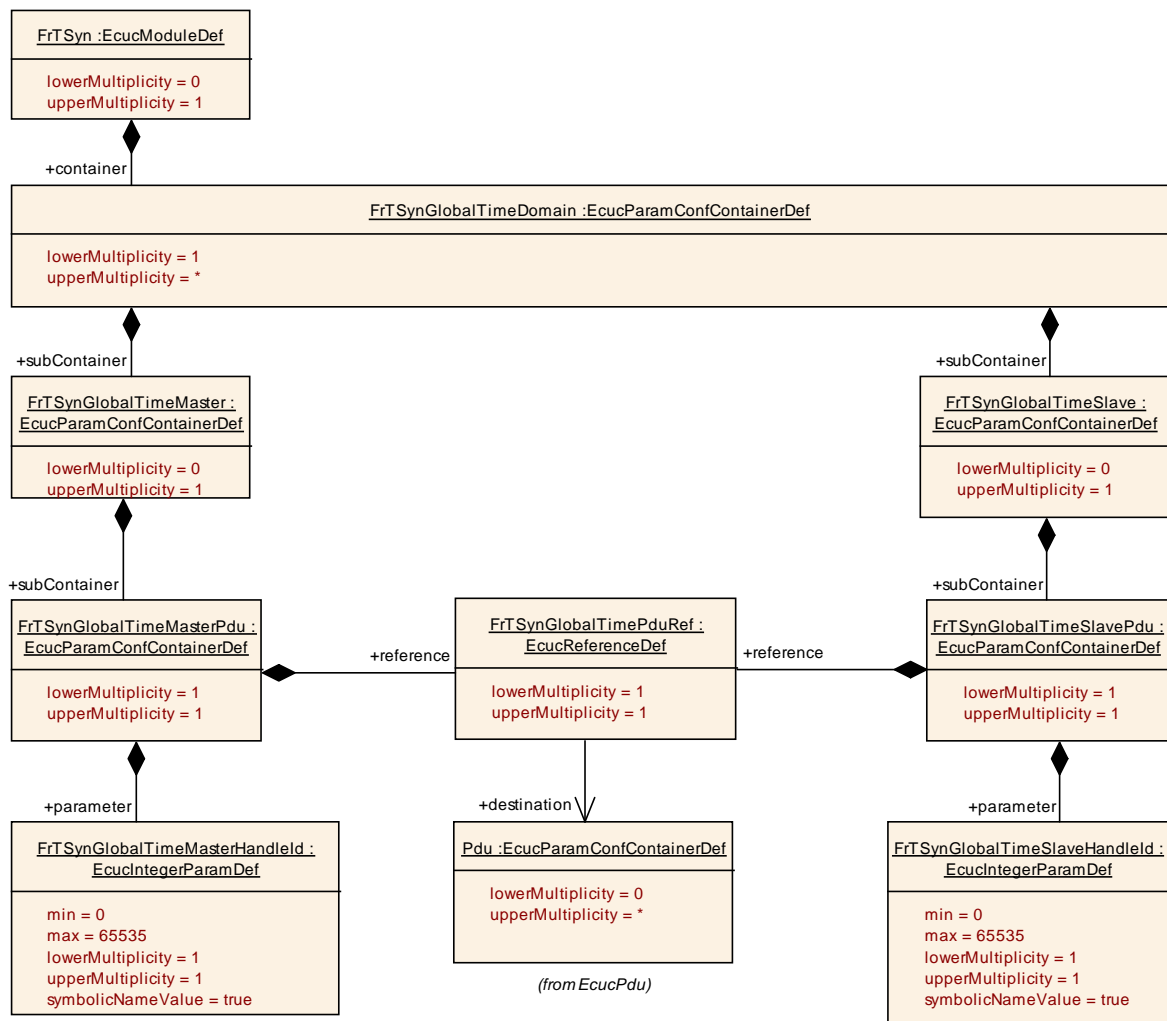 FrTSyn :EcucModuleDef
lowerMultiplicity = 0
upperMultiplicity = 1
+container
FrTSynGlobalTimeDomain :EcucParamConfContainerDef
lowerMultiplicity = 1
upperMultiplicity = *
+subContainer
+subContainer
FrTSynGlobalTimeMaster :
EcucParamConfContainerDef
lowerMultiplicity = 0
upperMultiplicity = 1
FrTSynGlobalTimeSlave :
EcucParamConfContainerDef
lowerMultiplicity = 0
upperMultiplicity = 1
+subContainer
+subContainer
FrTSynGlobalTimeMasterPdu :
EcucParamConfContainerDef
lowerMultiplicity = 1
upperMultiplicity = 1
+reference
FrTSynGlobalTimePduRef :
EcucReferenceDef
lowerMultiplicity = 1
upperMultiplicity = 1
+reference
FrTSynGlobalTimeSlavePdu :
EcucParamConfContainerDef
lowerMultiplicity = 1
upperMultiplicity = 1
+parameter
+destination
+parameter
FrTSynGlobalTimeMasterHandleId :
EcucIntegerParamDef
min = 0
max = 65535
lowerMultiplicity = 1
upperMultiplicity = 1
symbolicNameValue = true
Pdu :EcucParamConfContainerDef
lowerMultiplicity = 0
upperMultiplicity = *
(from EcucPdu)
FrTSynGlobalTimeSlaveHandleId :
EcucIntegerParamDef
min = 0
max = 65535
lowerMultiplicity = 1
upperMultiplicity = 1
symbolicNameValue = true